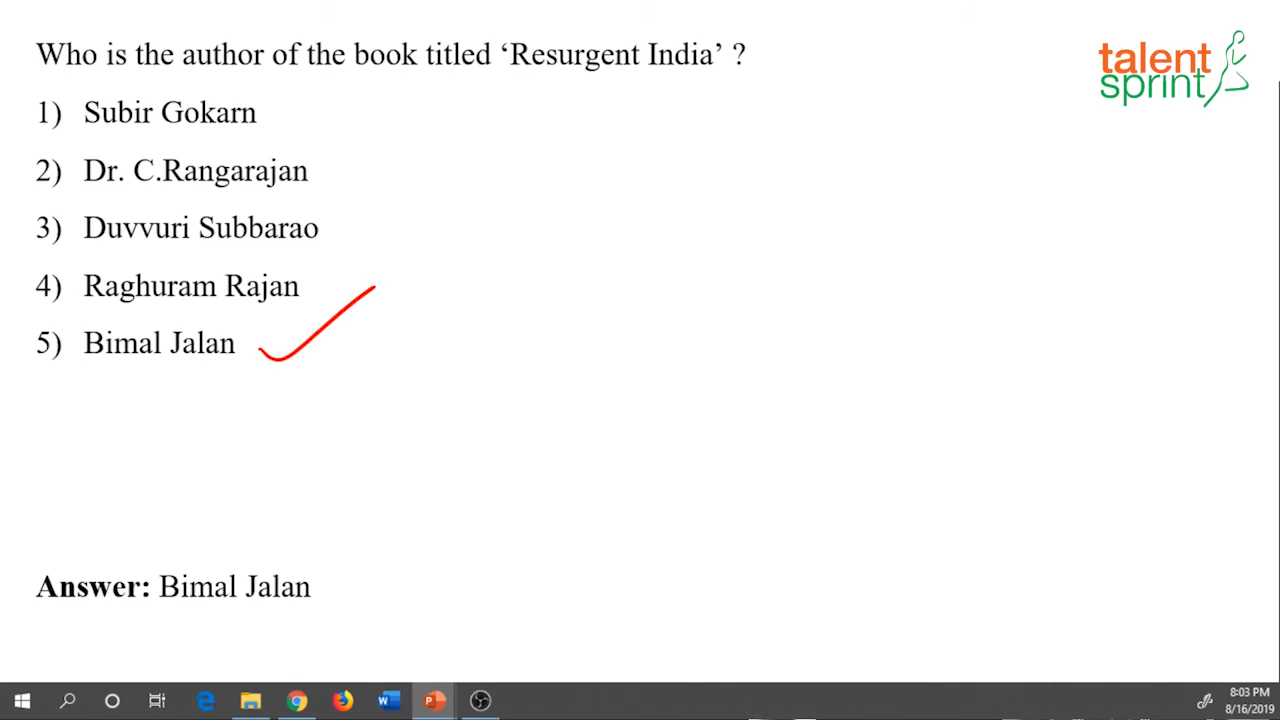 Who is the author of the book titled ‘Resurgent India’ ?
talent
sprint
1) Subir Gokarn
2) Dr. C.Rangarajan
3) Duvvuri Subbarao
4) Raghuram Rajan
5) Bimal Jalan
Answer: Bimal Jalan
8:03 PM
8/16/2019